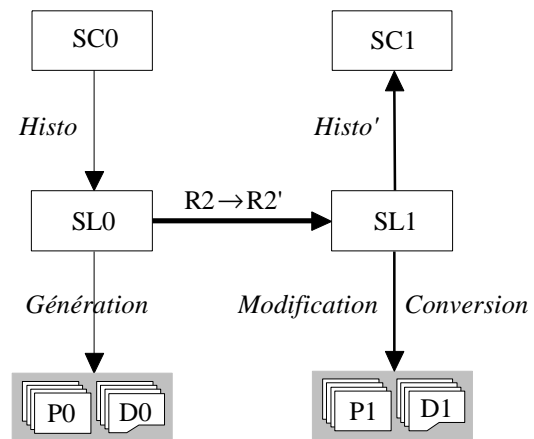 SC0 SC1
Histo Histo'
R2→R2'
SL0 SL1
Génération Modification Conversion
P0 D0 P1 D1